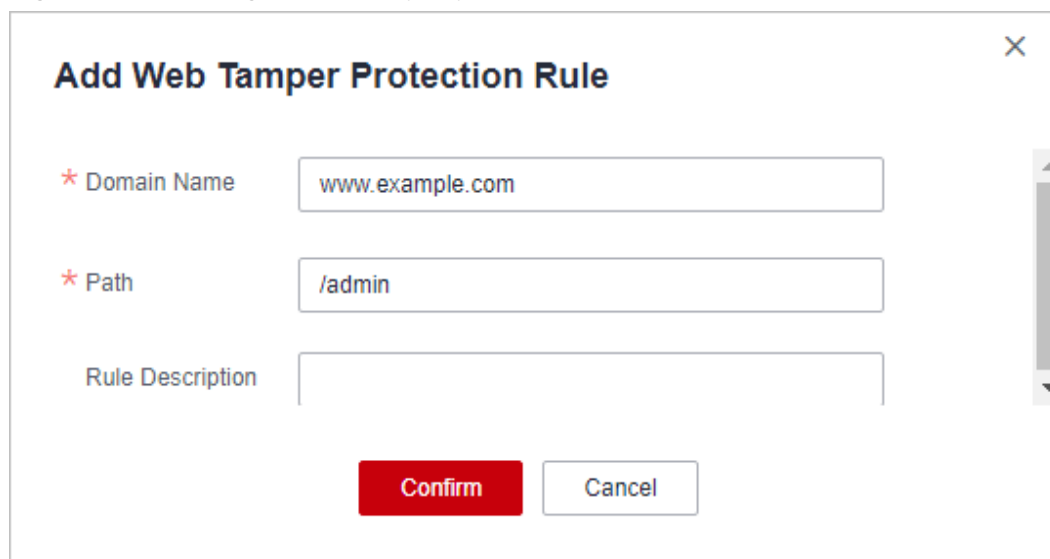 Add Web Tamper Protection Rule
* Domain Name www.example.com
* Path /admin
Rule Description
Confirm Cancel